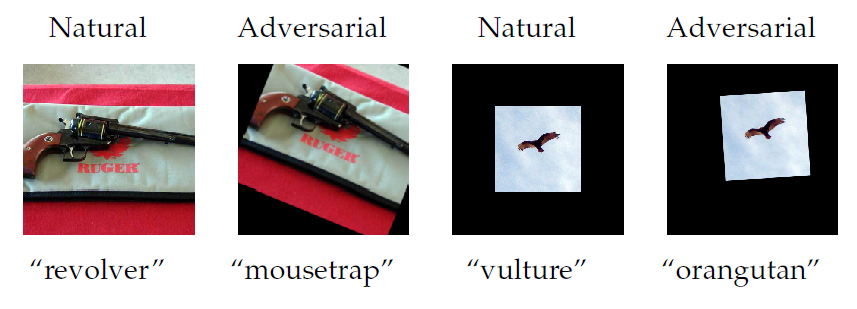 Natural Adversarial Natural Adversarial
RUGER
RUGER
"revolver" "mousetrap" "vulture" "orangutan"